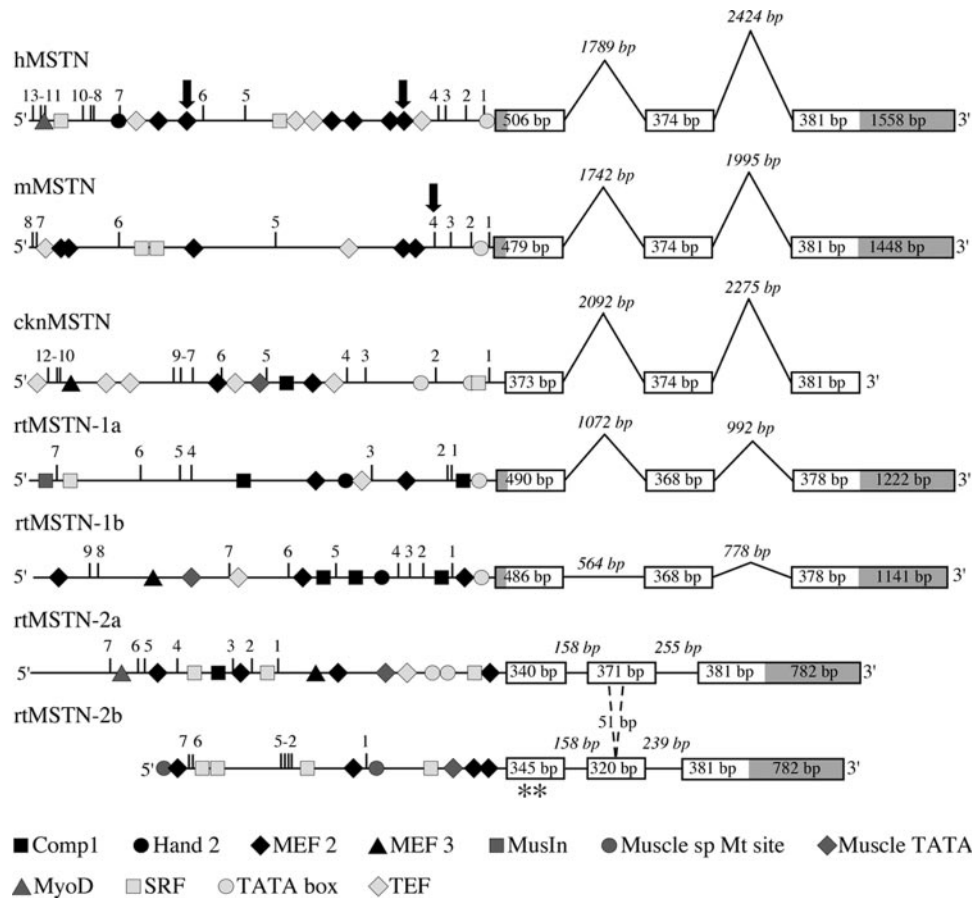 2424 bp
1789 bp
hMSTN
13 -11 10--8 7 6 5 4 3 2 1
5' 506 bp 374 bp 381 bp 1558 bp 3'
1742 bp 1995 bp
mMSTN
8 7 6 5 4 3 2 1
5' 479 bp 374 bp 381 bp 1448 bp 3'
2092 bp 2275 bp
cknMSTN
12-10 9-7 6 5 4 3 2 1
5' 373 bp 374 bp 381 bp 3'
rtMSTN-1a
1072 bp 992 bp
7 6 5 4 3 2 1
5' 490 bp 368 bp 378 bp 1222 bp 3'
rtMSTN-1b
9 8 7 6 5 4 3 2 1 564 bp 778 bp
5' 486 bp 368 bp 378 bp 1141 bp 3'
rtMSTN-2a
7 6 5 4 3 2 1 158 bp 255 bp
5' 340 bp 371 bp 381 bp 782 bp 3'
rtMSTN-2b
51 bp
7 6 5-2 1 158 bp 239 bp
5' 345 bp 320 bp 381 bp 782 bp 3'
**
Comp1 Hand 2 MEF 2 MEF 3 MusIn Muscle sp Mt site Muscle TATA
MyoD SRF TATA box TEF